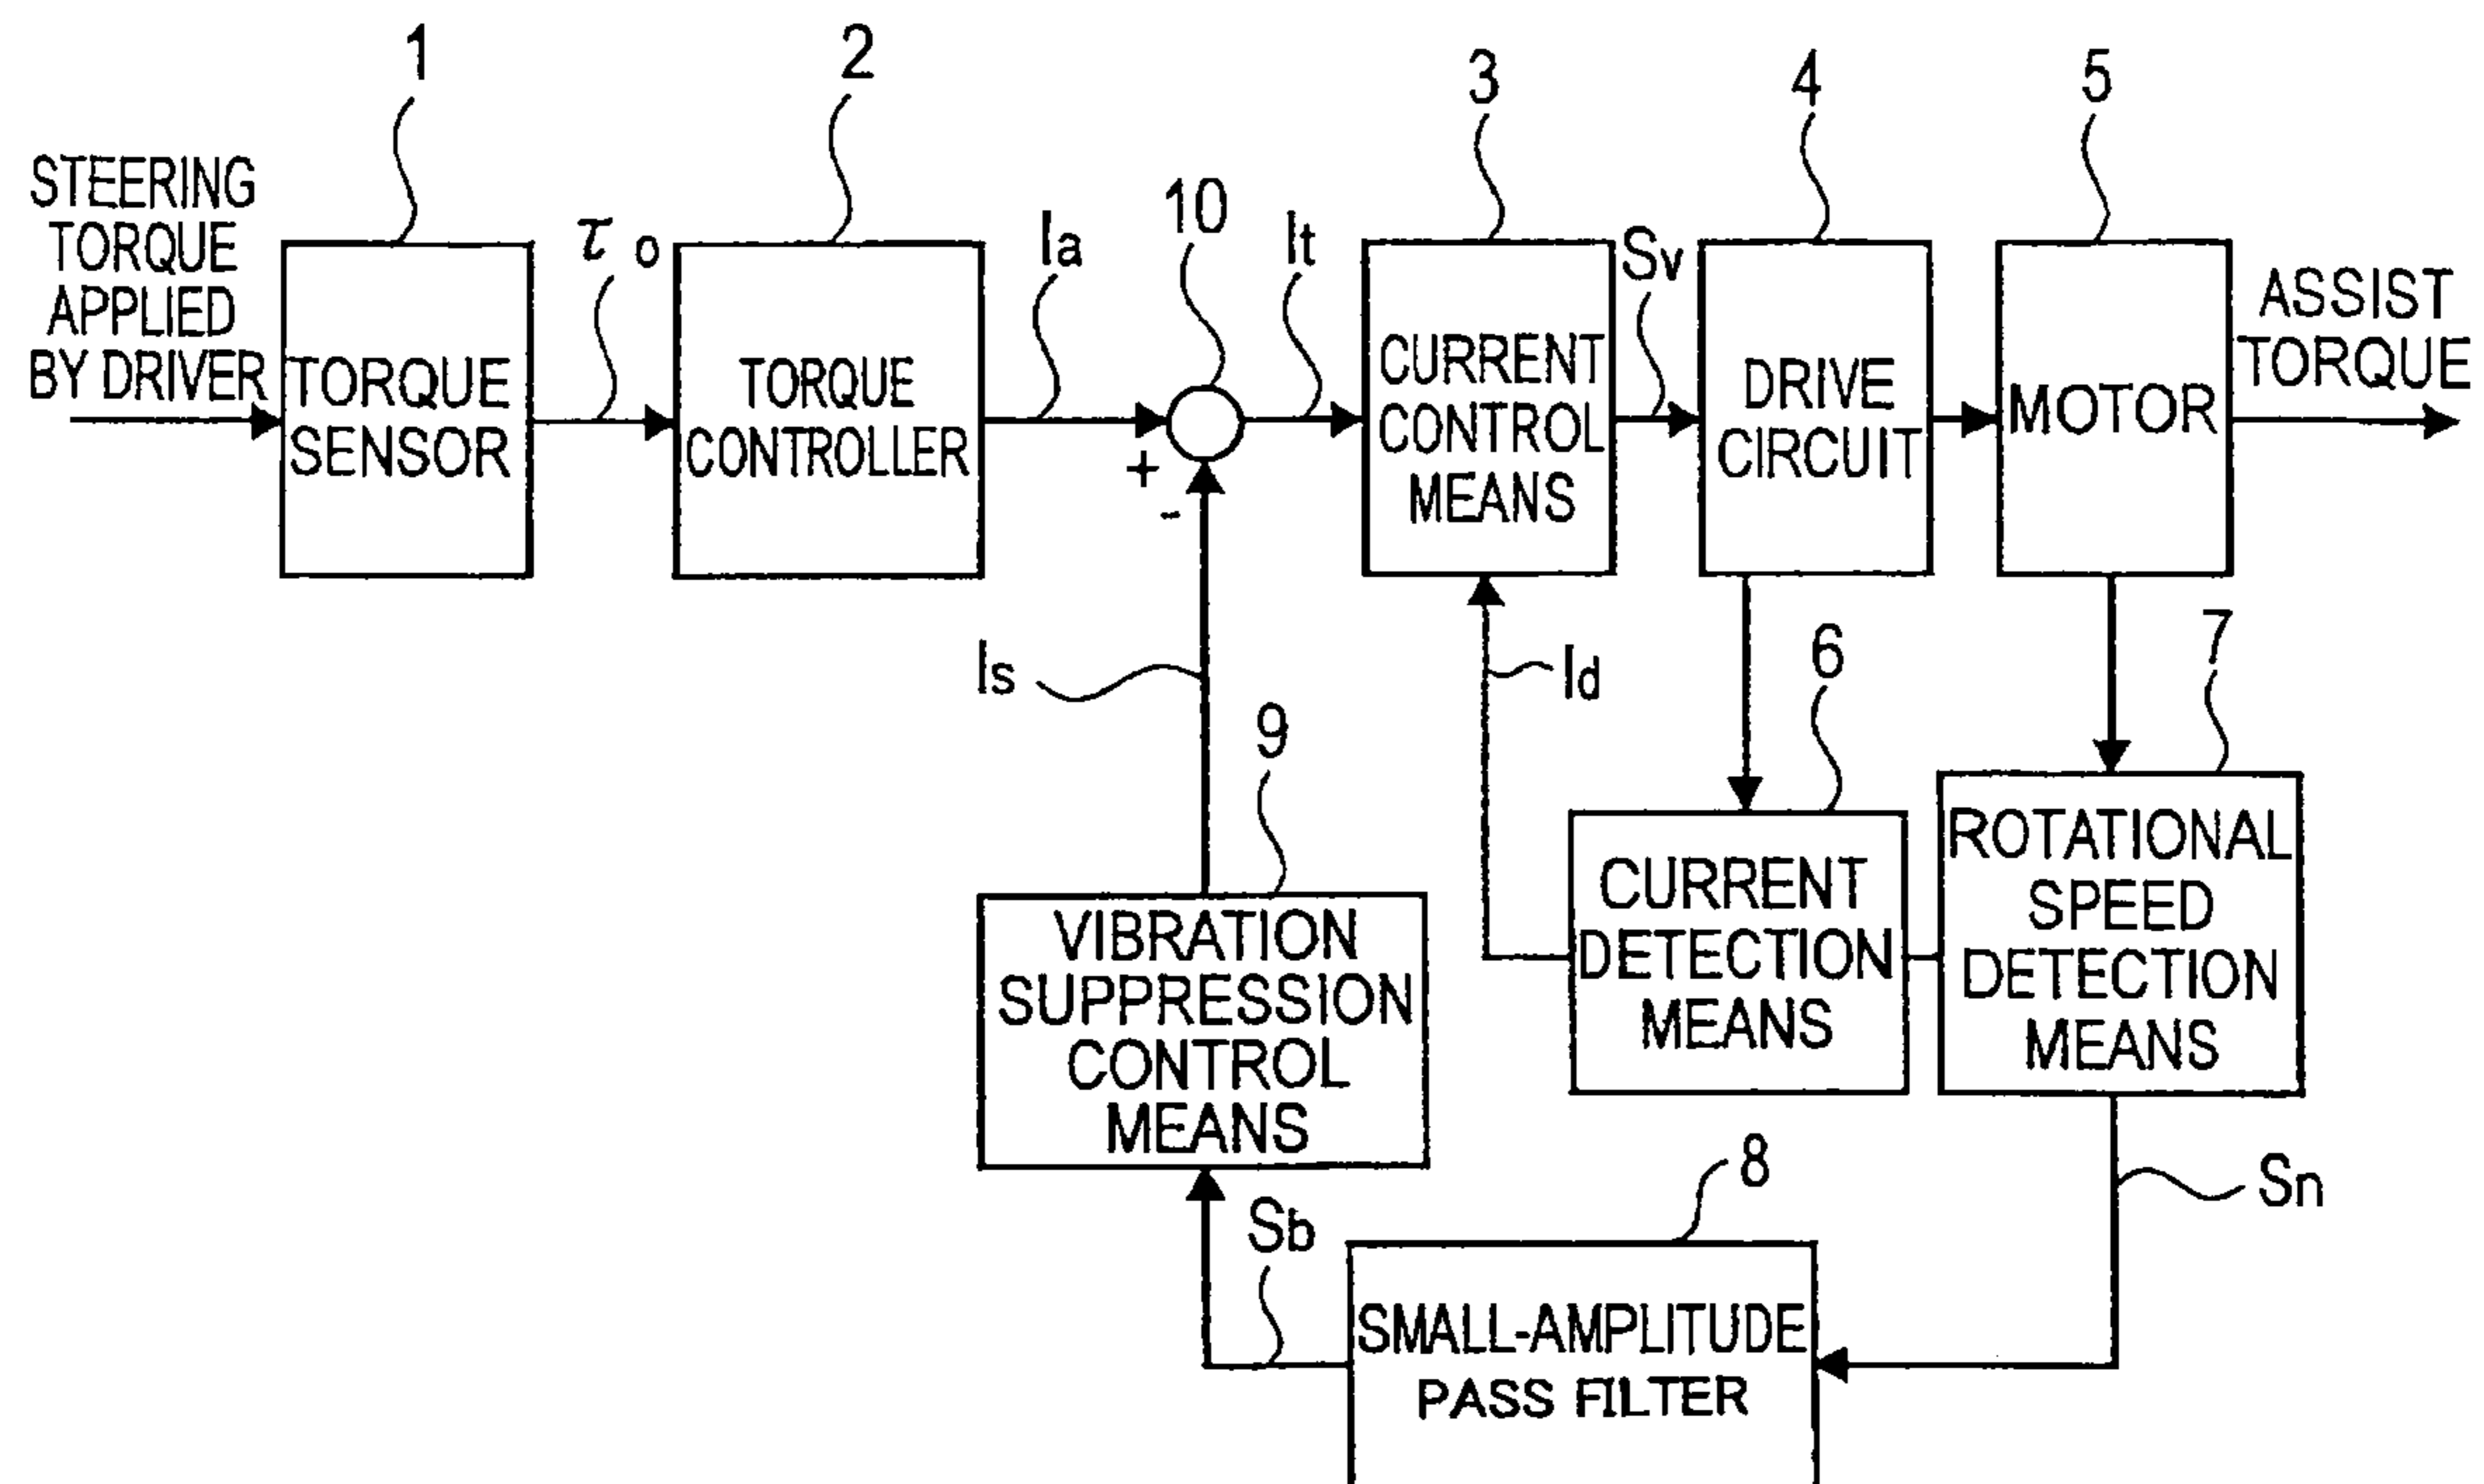 1
2
3
4
5
STEERING
TORQUE
APPLIED
BY DRIVER
τo
Ia
10
It
Sv
ASSIST
TORQUE
TORQUE
SENSOR
TORQUE
CONTROLLER
+
-
CURRENT
CONTROL
MEANS
DRIVE
CIRCUIT
MOTOR
Is
Id
6
7
9
VIBRATION
SUPPRESSION
CONTROL
MEANS
CURRENT
DETECTION
MEANS
ROTATIONAL
SPEED
DETECTION
MEANS
8
Sn
Sb
SMALL-AMPLITUDE
PASS FILTER